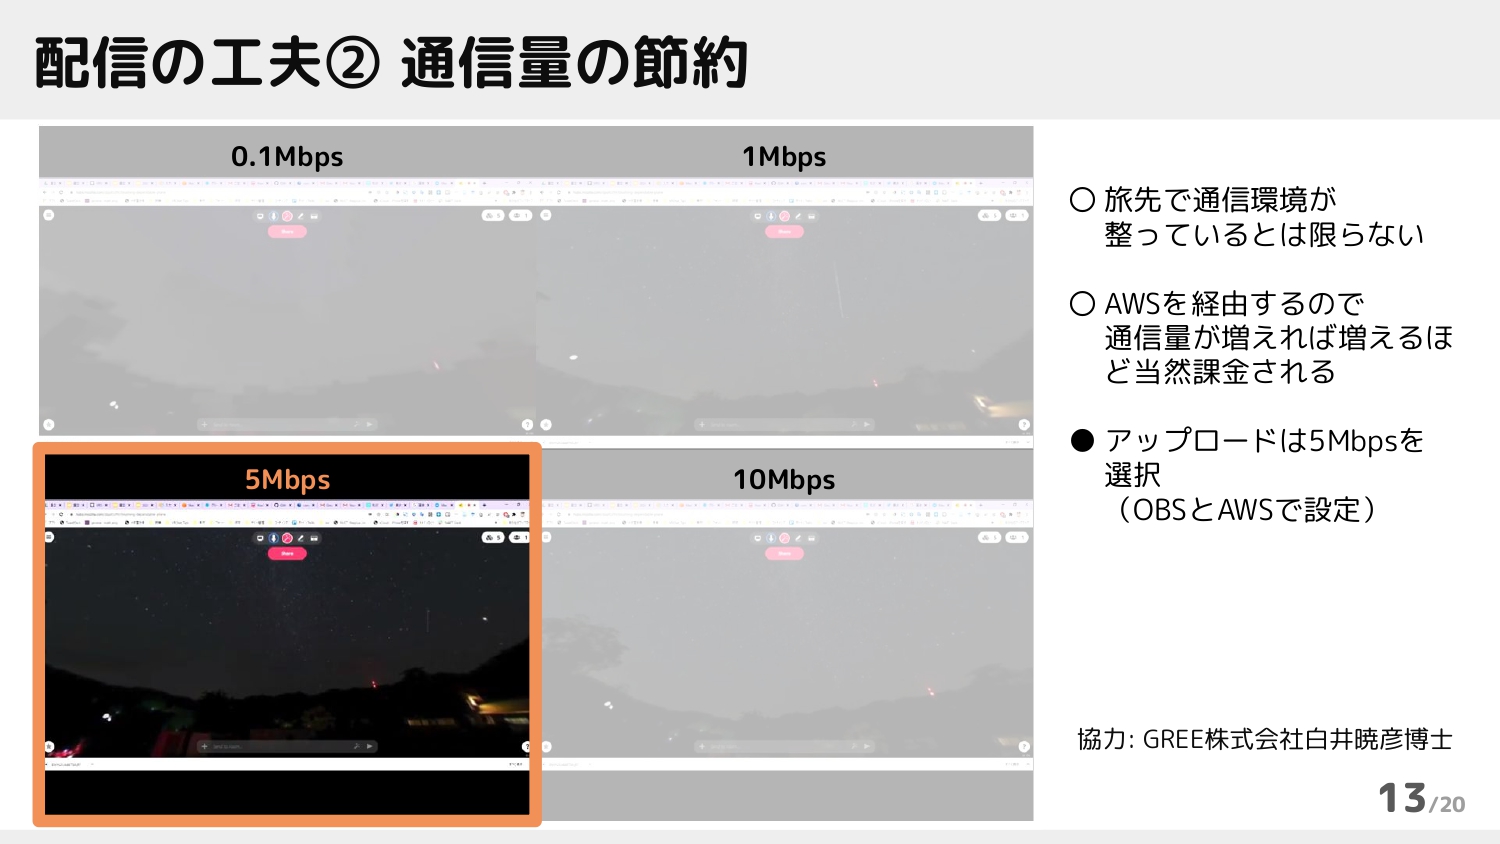 配信の工夫② 通信量の節約
0.1Mbps
1Mbps
5Mbps
10Mbps
Share
Share
Share
Share
○ 旅先で通信環境が
整っているとは限らない
○ AWSを経由するので
通信量が増えれば増えるほ
ど当然課金される
● アップロードは5Mbpsを
選択
（OBSとAWSで設定）
協力: GREE株式会社白井暁彦博士
13/20